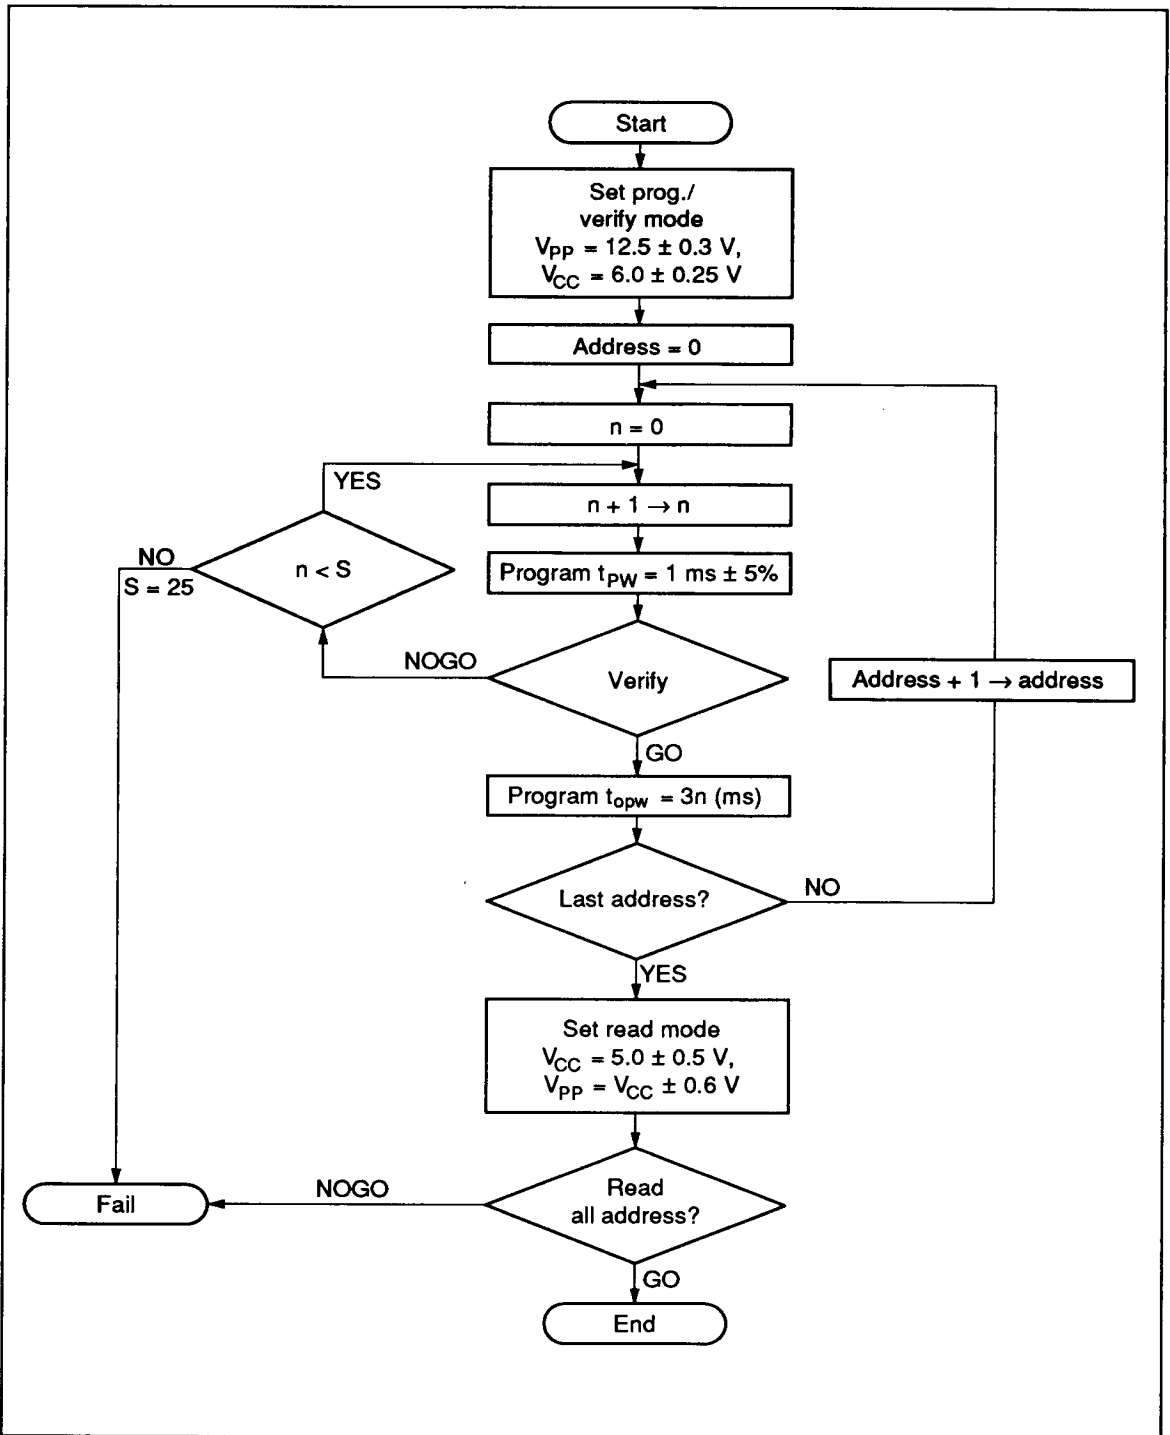 Start
Set prog./
verify mode
VPP = 12.5 ± 0.3 V,
VCC = 6.0 ± 0.25 V
Address = 0
n = 0
YES
n + 1 → n
NO
S = 25
n < S
Program tPW = 1 ms ± 5%
NOGO
Verify
Address + 1 → address
GO
Program topw = 3n (ms)
Last address?
NO
YES
Set read mode
VCC = 5.0 ± 0.5 V,
VPP = VCC ± 0.6 V
Fail
NOGO
Read
all address?
GO
End